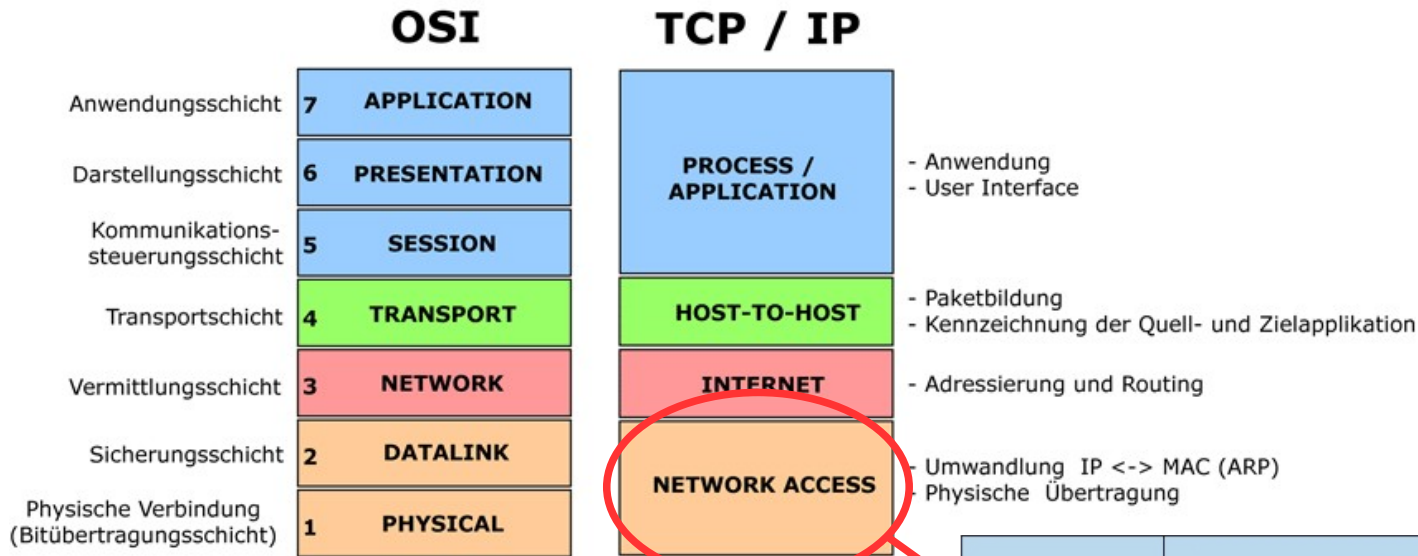 OSI
TCP / IP
Anwendungsschicht
7 APPLICATION
Darstellungsschicht
6 PRESENTATION
Kommunikations-
steuerungsschicht
5 SESSION
PROCESS /
APPLICATION
- Anwendung
- User Interface
Transportschicht
4 TRANSPORT
HOST-TO-HOST
- Paketbildung
- Kennzeichnung der Quell- und Zielapplikation
Vermittlungsschicht
3 NETWORK
INTERNET
- Adressierung und Routing
Sicherungsschicht
2 DATALINK
Physische Verbindung
(Bitübertragungsschicht)
1 PHYSICAL
NETWORK ACCESS
- Umwandlung IP <-> MAC (ARP)
- Physische Übertragung